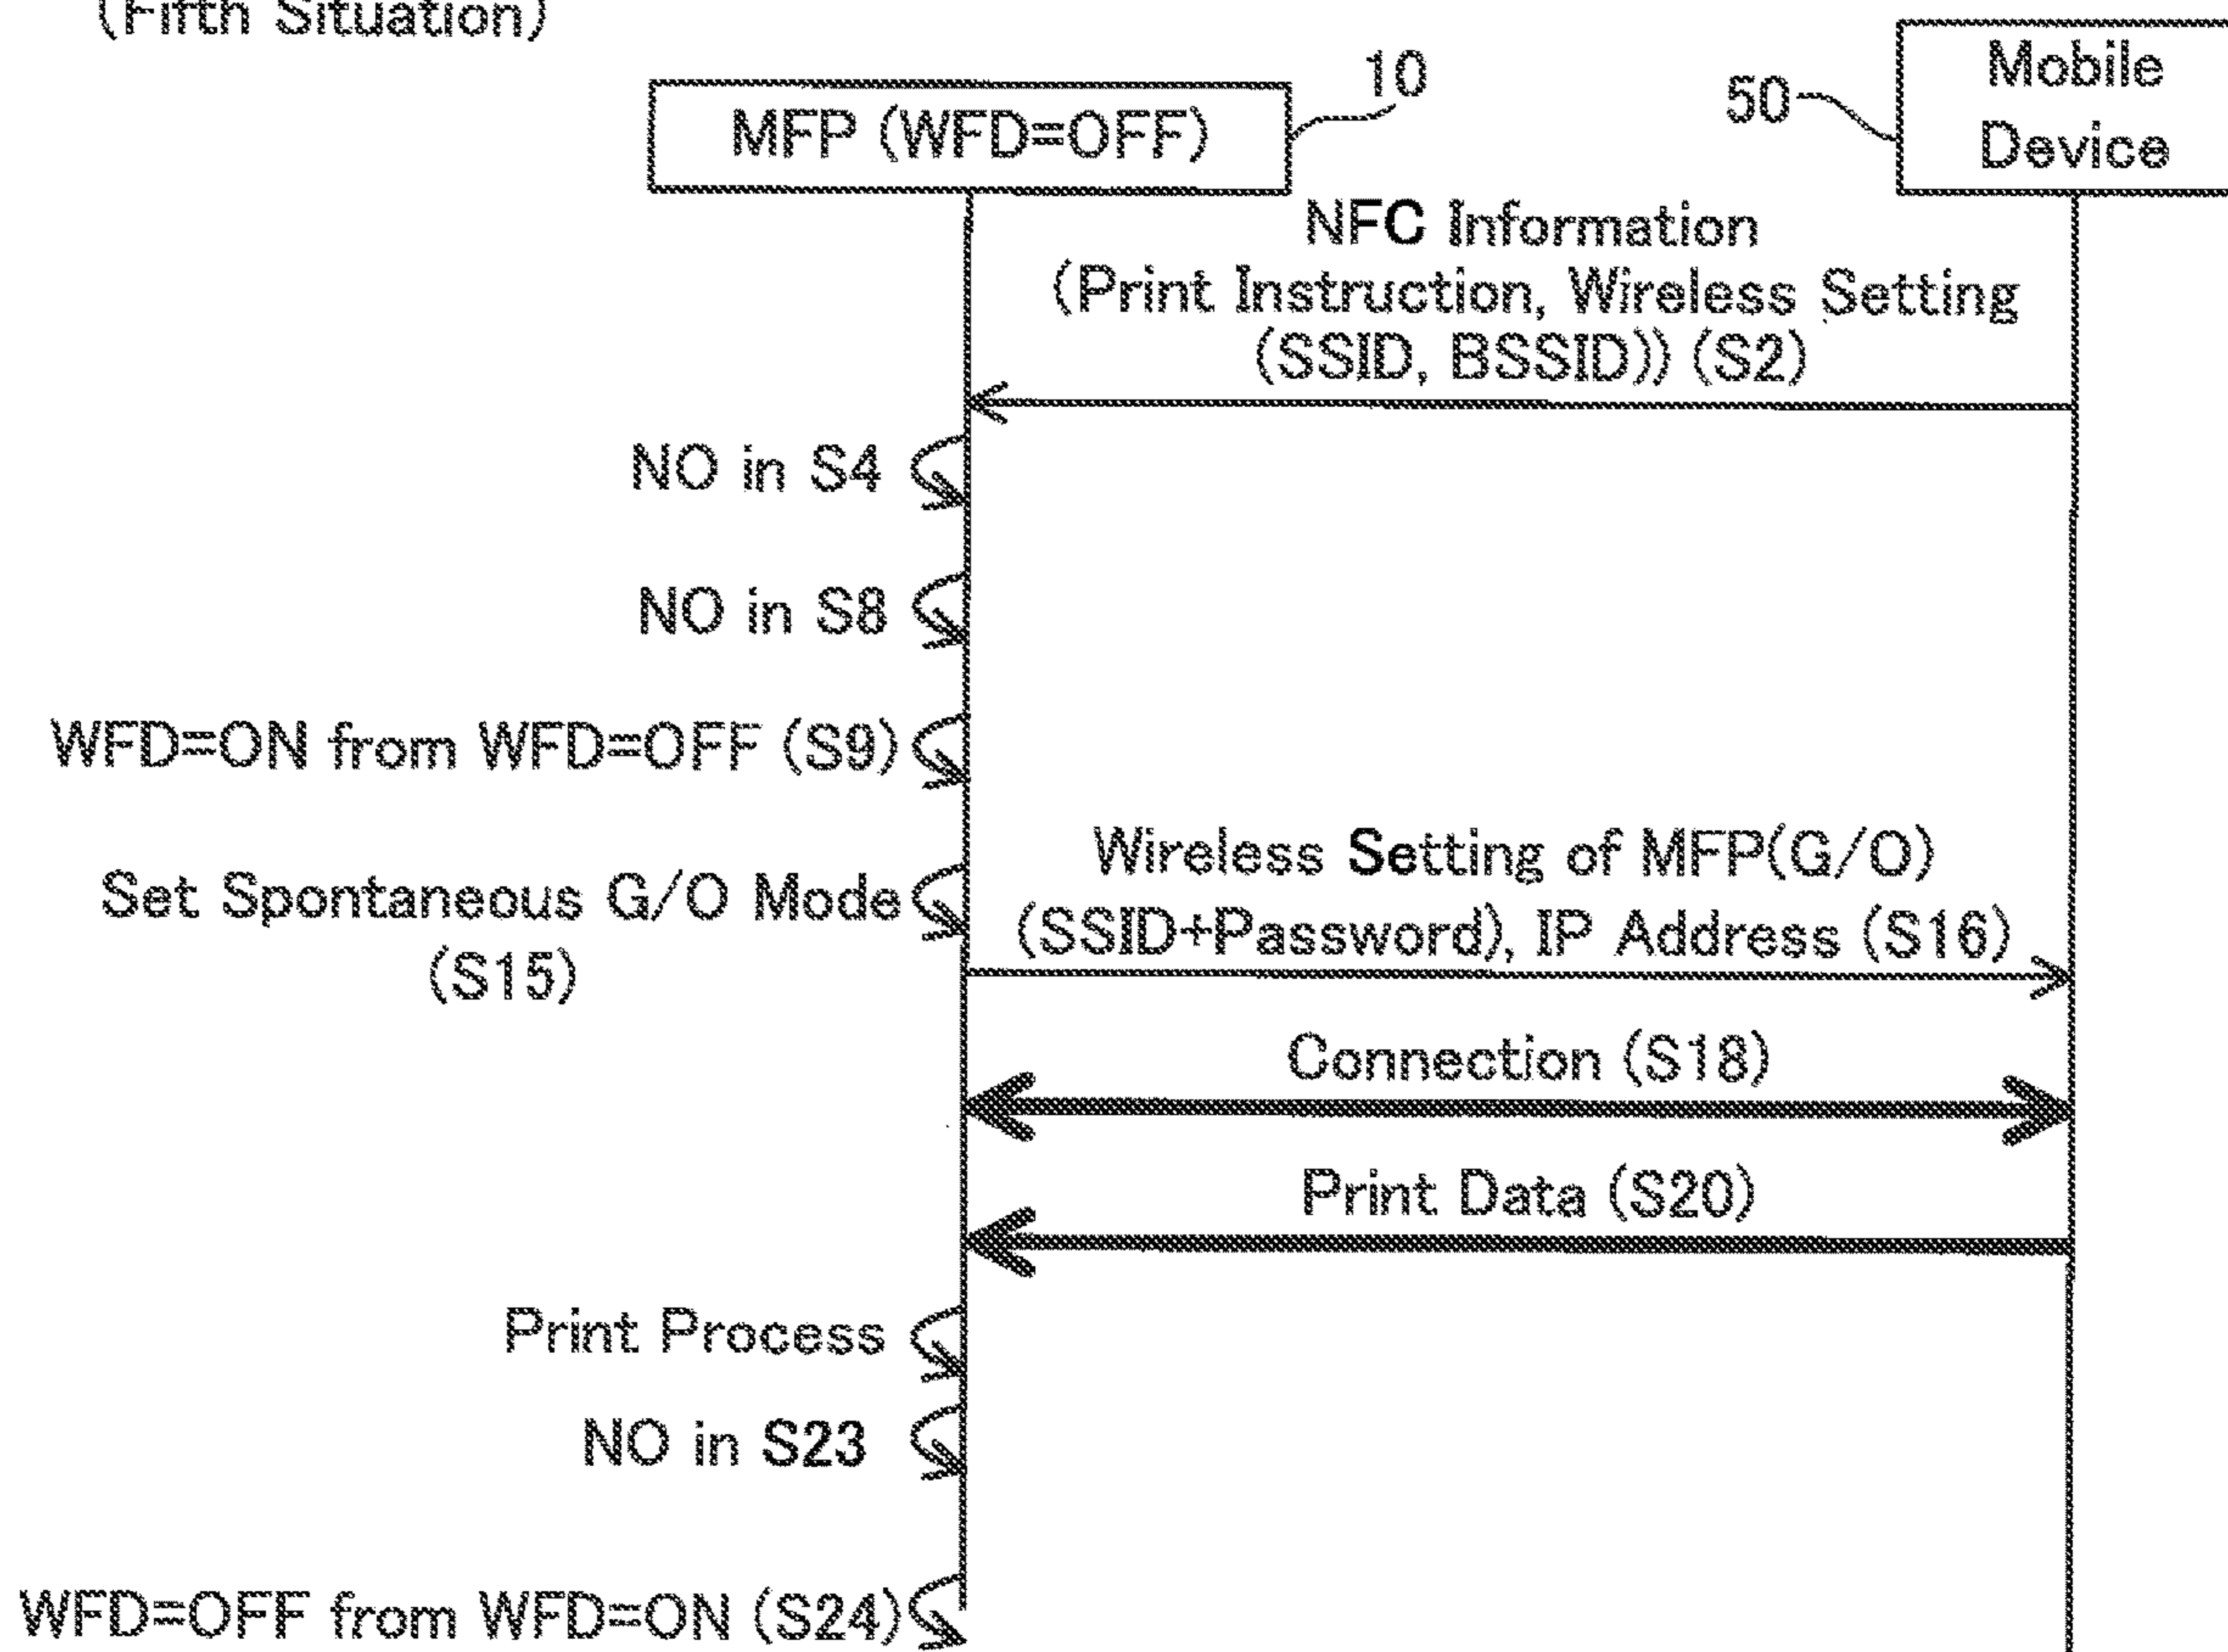 (Fifth Situation)
10
MFP (WFD=OFF)
50
Mobile
Device
NFC Information
(Print Instruction, Wireless Setting
(SSID, BSSID)) (S2)
NO in S4
NO in S8
WFD=ON from WFD=OFF (S9)
Set Spontaneous G/O Mode
(S15)
Wireless Setting of MFP(G/O)
(SSID+Password), IP Address (S16)
Connection (S18)
Print Data (S20)
Print Process
NO in S23
WFD=OFF from WFD=ON (S24)